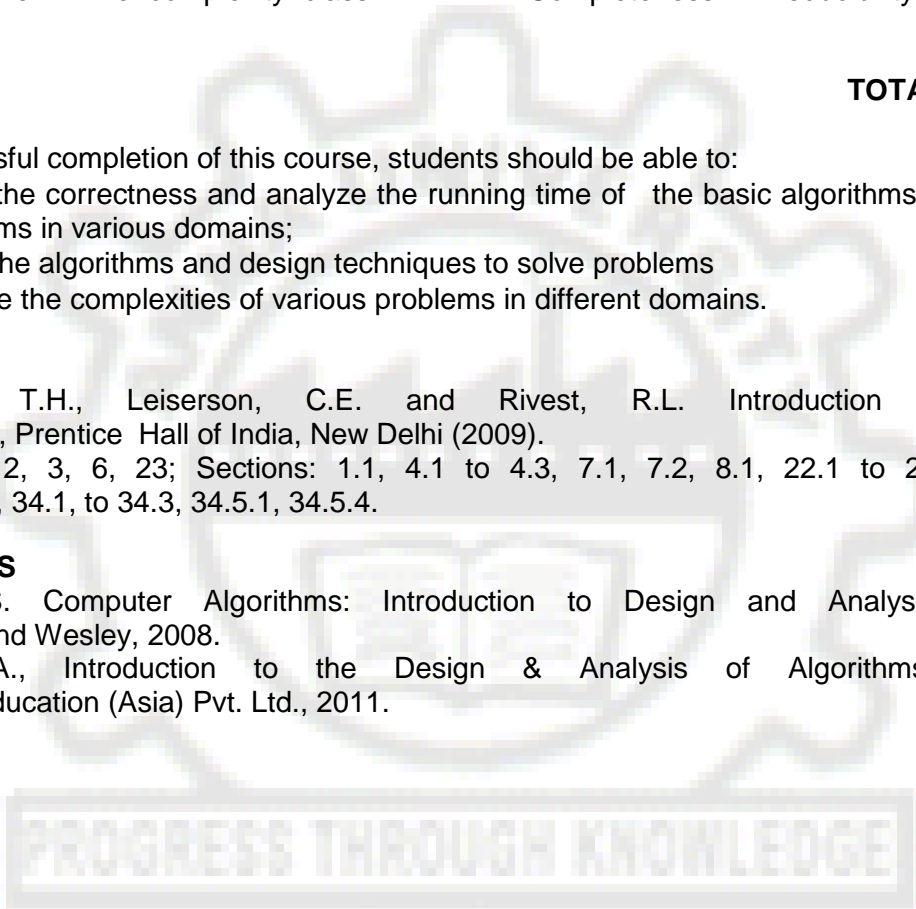 TOTA
sful completion of this course, students should be able to:
the correctness and analyze the running time of the basic algorithms
ms in various domains;
he algorithms and design techniques to solve problems
e the complexities of various problems in different domains.
T.H., Leiserson, C.E. and Rivest, R.L. Introduction
, Prentice Hall of India, New Delhi (2009).
2, 3, 6, 23; Sections: 1.1, 4.1 to 4.3, 7.1, 7.2, 8.1, 22.1 to 2
, 34.1, to 34.3, 34.5.1, 34.5.4.
S
S. Computer Algorithms: Introduction to Design and Analys
nd Wesley, 2008.
A., Introduction to the Design & Analysis of Algorithms
ducation (Asia) Pvt. Ltd., 2011.
PROGRESS THROUGH KNOWLEDGE